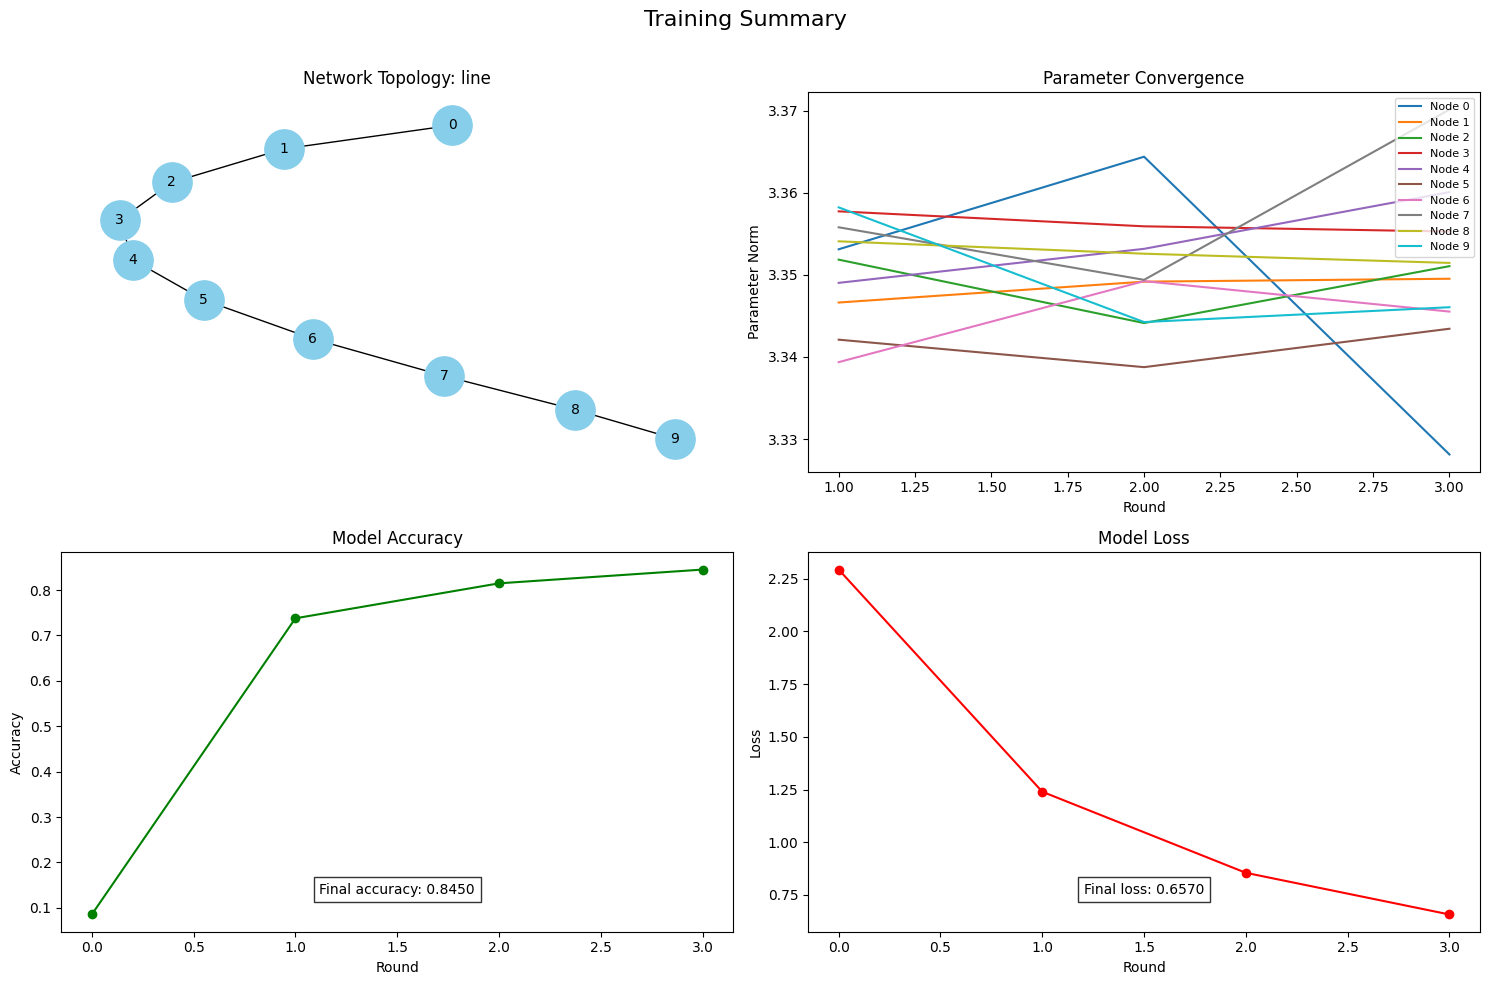 Training Summary
Network Topology: line
0
1
2
3
4
5
6
7
8
9
Parameter Convergence
Parameter Norm
3.37
3.36
3.35
3.34
3.33
Node 0
Node 1
Node 2
Node 3
Node 4
Node 5
Node 6
Node 7
Node 8
Node 9
1.00 1.25 1.50 1.75 2.00 2.25 2.50 2.75 3.00
Round
Model Accuracy
Accuracy
0.8
0.7
0.6
0.5
0.4
0.3
0.2
0.1
Final accuracy: 0.8450
0.0 0.5 1.0 1.5 2.0 2.5 3.0
Round
Model Loss
Loss
2.25
2.00
1.75
1.50
1.25
1.00
0.75
Final loss: 0.6570
0.0 0.5 1.0 1.5 2.0 2.5 3.0
Round